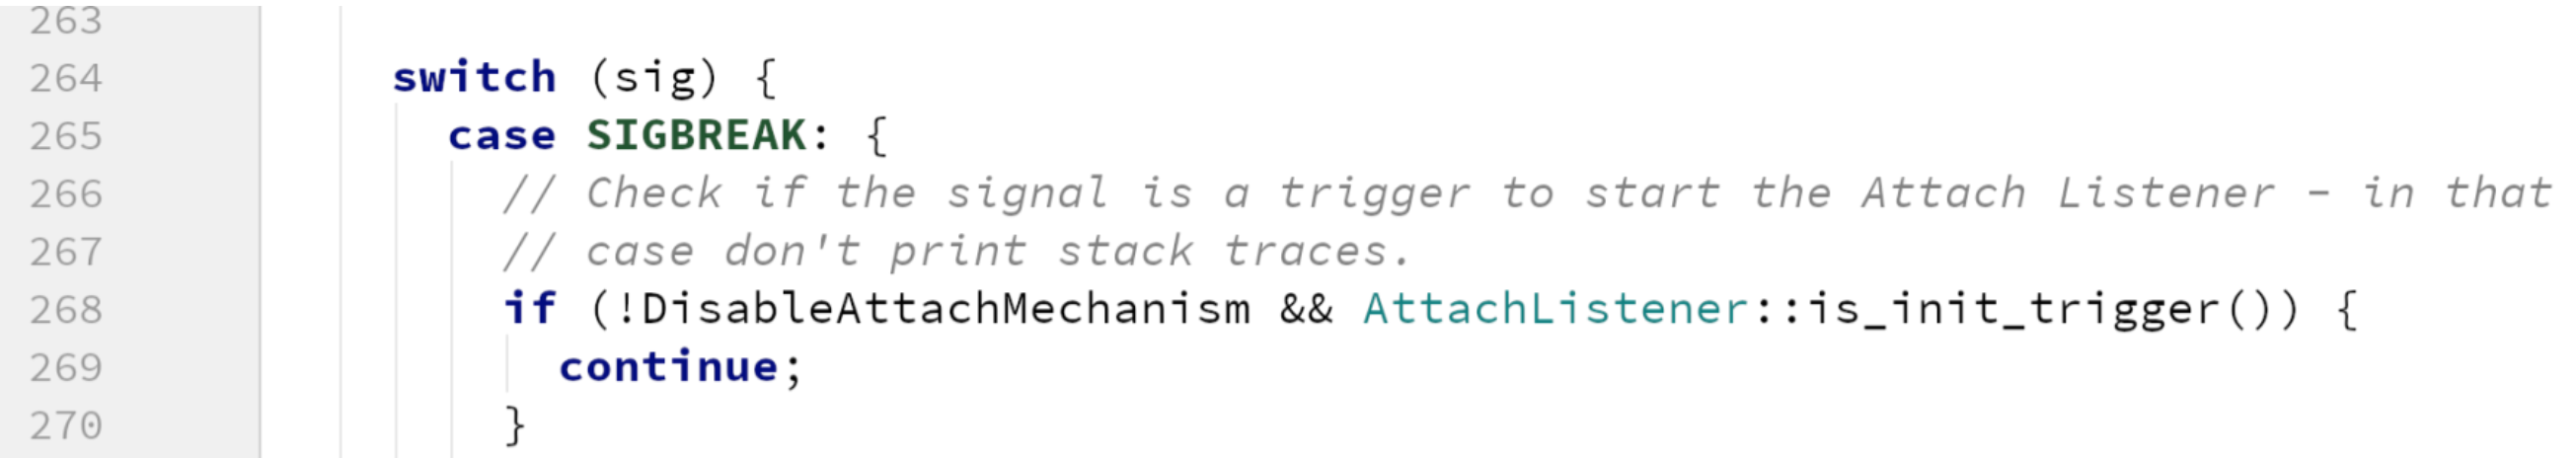 263
264 switch (sig) {
265 case SIGBREAK: {
266 // Check if the signal is a trigger to start the Attach Listener - in that
267 // case don't print stack traces.
268 if (!DisableAttachMechanism && AttachListener::is_init_trigger()) {
269 continue;
270 }